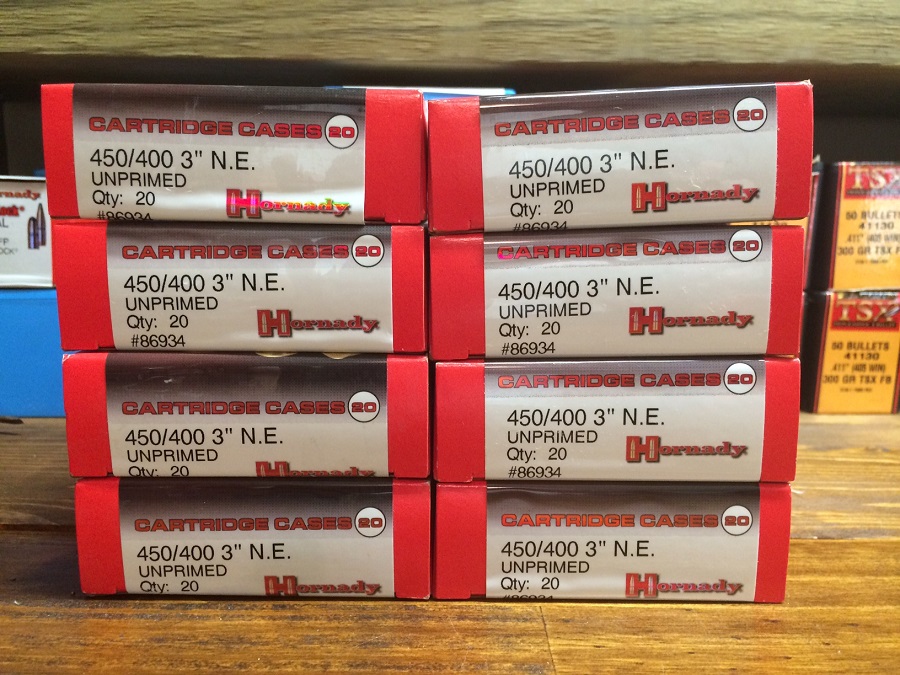 CARTRIDGE CASES 20
450/400 3" N.E.
UNPRIMED
Qty: 20
Hornady
#86934
CARTRIDGE CASES 20
450/400 3" N.E.
UNPRIMED
Qty: 20
Hornady
#86934
CARTRIDGE CASES 20
450/400 3" N.E.
UNPRIMED
Qty: 20
Hornady
#86934
CARTRIDGE CASES 20
450/400 3" N.E.
UNPRIMED
Qty: 20
Hornady
#86934
CARTRIDGE CASES 20
450/400 3" N.E.
UNPRIMED
Qty: 20
Hornady
CARTRIDGE CASES 20
450/400 3" N.E.
UNPRIMED
Qty: 20
Hornady
#86934
CARTRIDGE CASES 20
450/400 3" N.E.
UNPRIMED
Qty: 20
Hornady
CARTRIDGE CASES 20
450/400 3" N.E.
UNPRIMED
Qty: 20
Hornady
#86934
TSX
50 BULLETS
41130
.411" (405 WIN)
300 GR TSX F
TSX
50 BULLETS
41130
.411" (405 WIN)
300 GR TSX FB